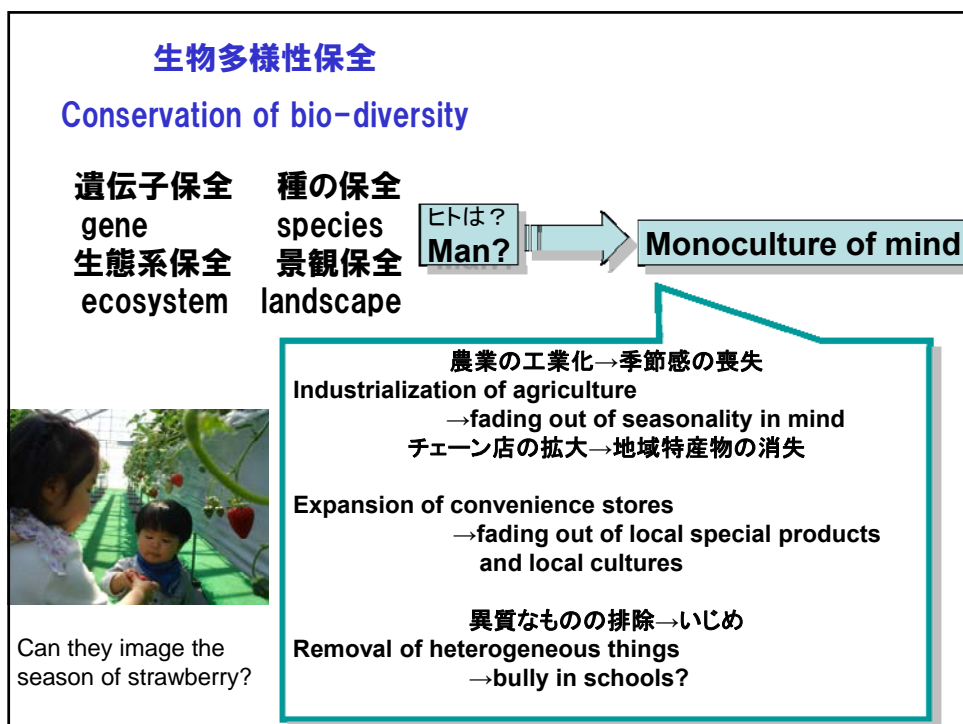 生物多様性保全
Conservation of bio-diversity
遺伝子保全 種の保全
gene species
生態系保全 景観保全
ecosystem landscape
ヒトは？
Man?
Monoculture of mind
農業の工業化→季節感の喪失
Industrialization of agriculture
→fading out of seasonality in mind
チェーン店の拡大→地域特産物の消失
Expansion of convenience stores
→fading out of local special products
and local cultures
異質なものの排除→いじめ
Removal of heterogeneous things
→bully in schools?
Can they image the
season of strawberry?